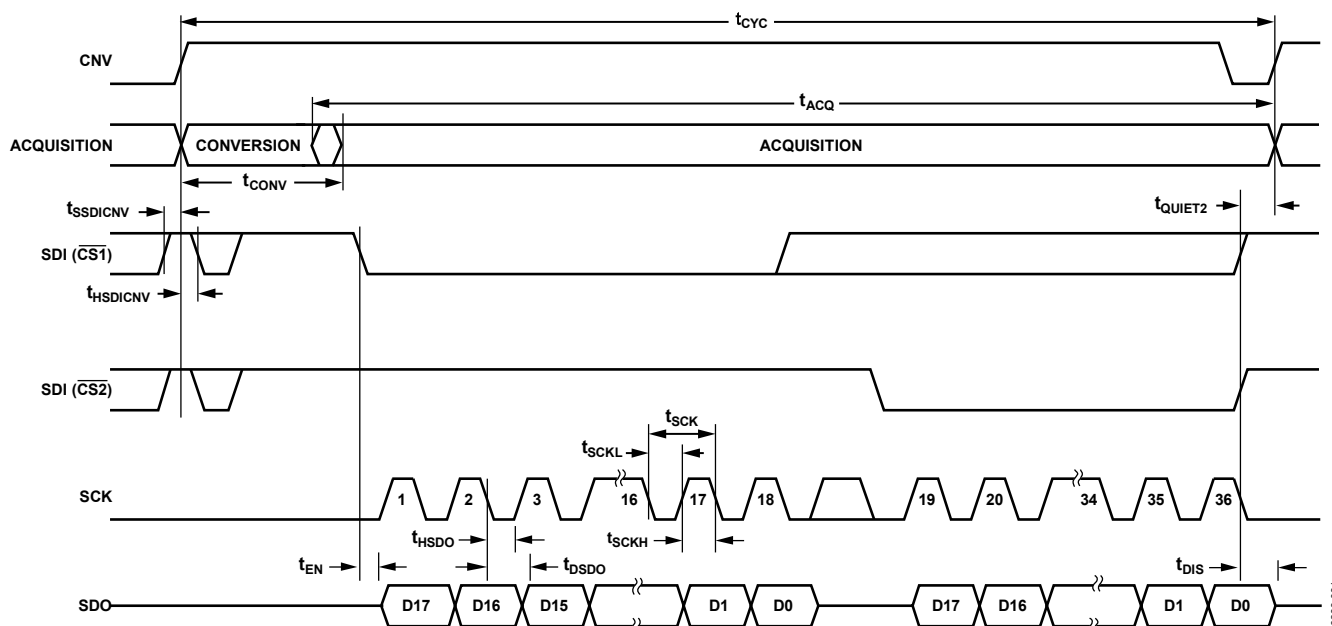 tCYC
CNV
tACQ
ACQUISITION CONVERSION ACQUISITION
tCONV
tSSDICNV tQUIET2
SDI (CS1)
tHSDICNV
SDI (CS2)
tSCK
tSCKL
SCK 1 2 3 16 17 18 19 20 34 35 36
tHSDO tSCKH
tEN tDSDO tDIS
SDO D17 D16 D15 D1 D0 D17 D16 D1 D0